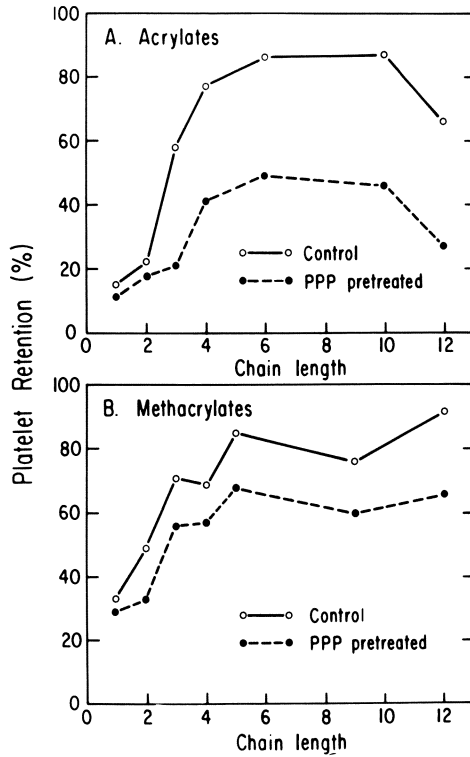 Platelet Retention (%)
A. Acrylates
100
80
60
40
20
0
Control
PPP pretreated
0 2 4 6 8 10 12
Chain length
B. Methacrylates
100
80
60
40
20
0
Control
PPP pretreated
0 2 4 6 8 10 12
Chain length